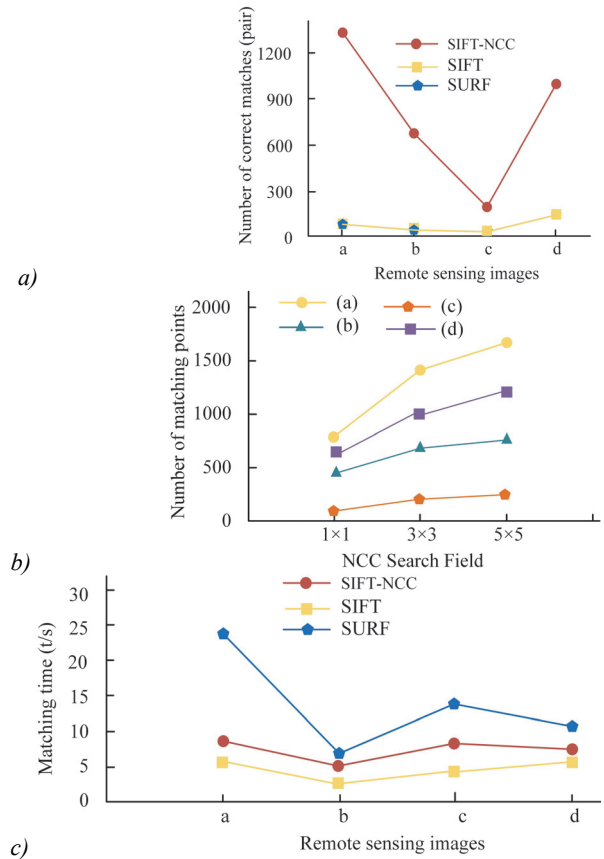 Number of correct matches (pair)
1200
900
600
300
0
SIFT-NCC
SIFT
SURF
a b c d
Remote sensing images
a)
Number of matching points
2000
1500
1000
500
0
(a) (c)
(b) (d)
1×1 3×3 5×5
NCC Search Field
b)
Matching time (t/s)
30
25
20
15
10
5
0
SIFT-NCC
SIFT
SURF
a b c d
Remote sensing images
c)